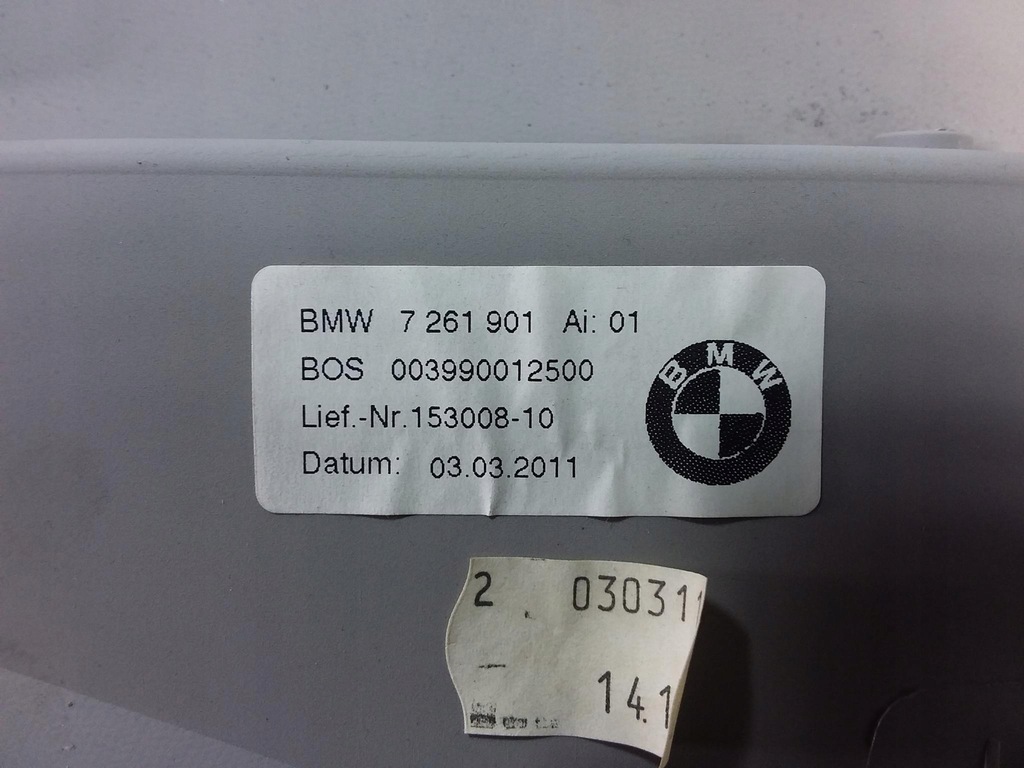 BMW 7 261 901 Ai: 01
BOS 003990012500
Lief.-Nr.153008-10
Datum: 03.03.2011
BMW
2 030311
14.1